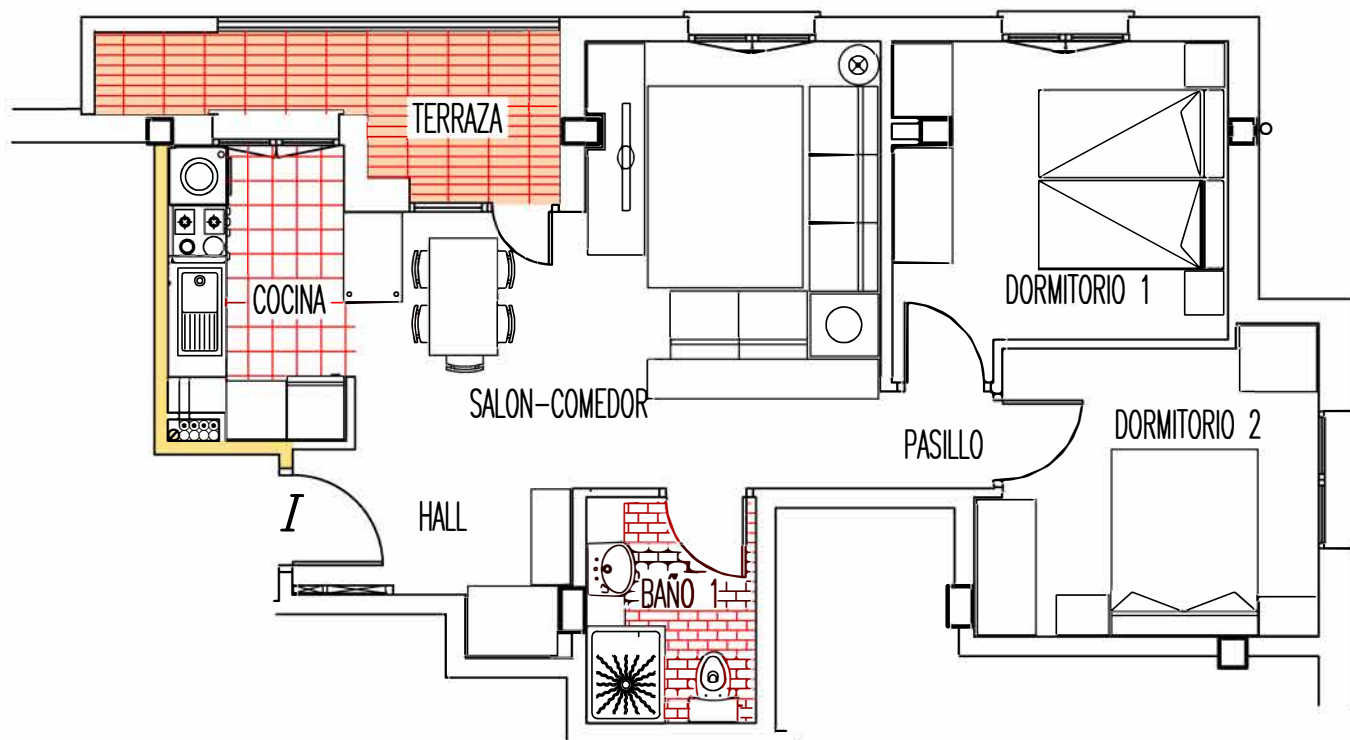 TERRAZA
COCINA
DORMITORIO 1
SALON-COMEDOR
DORMITORIO 2
PASILLO
I
HALL
BAÑO 1